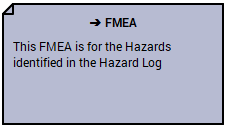 ➔ FMEA
This FMEA is for the Hazards
identified in the Hazard Log